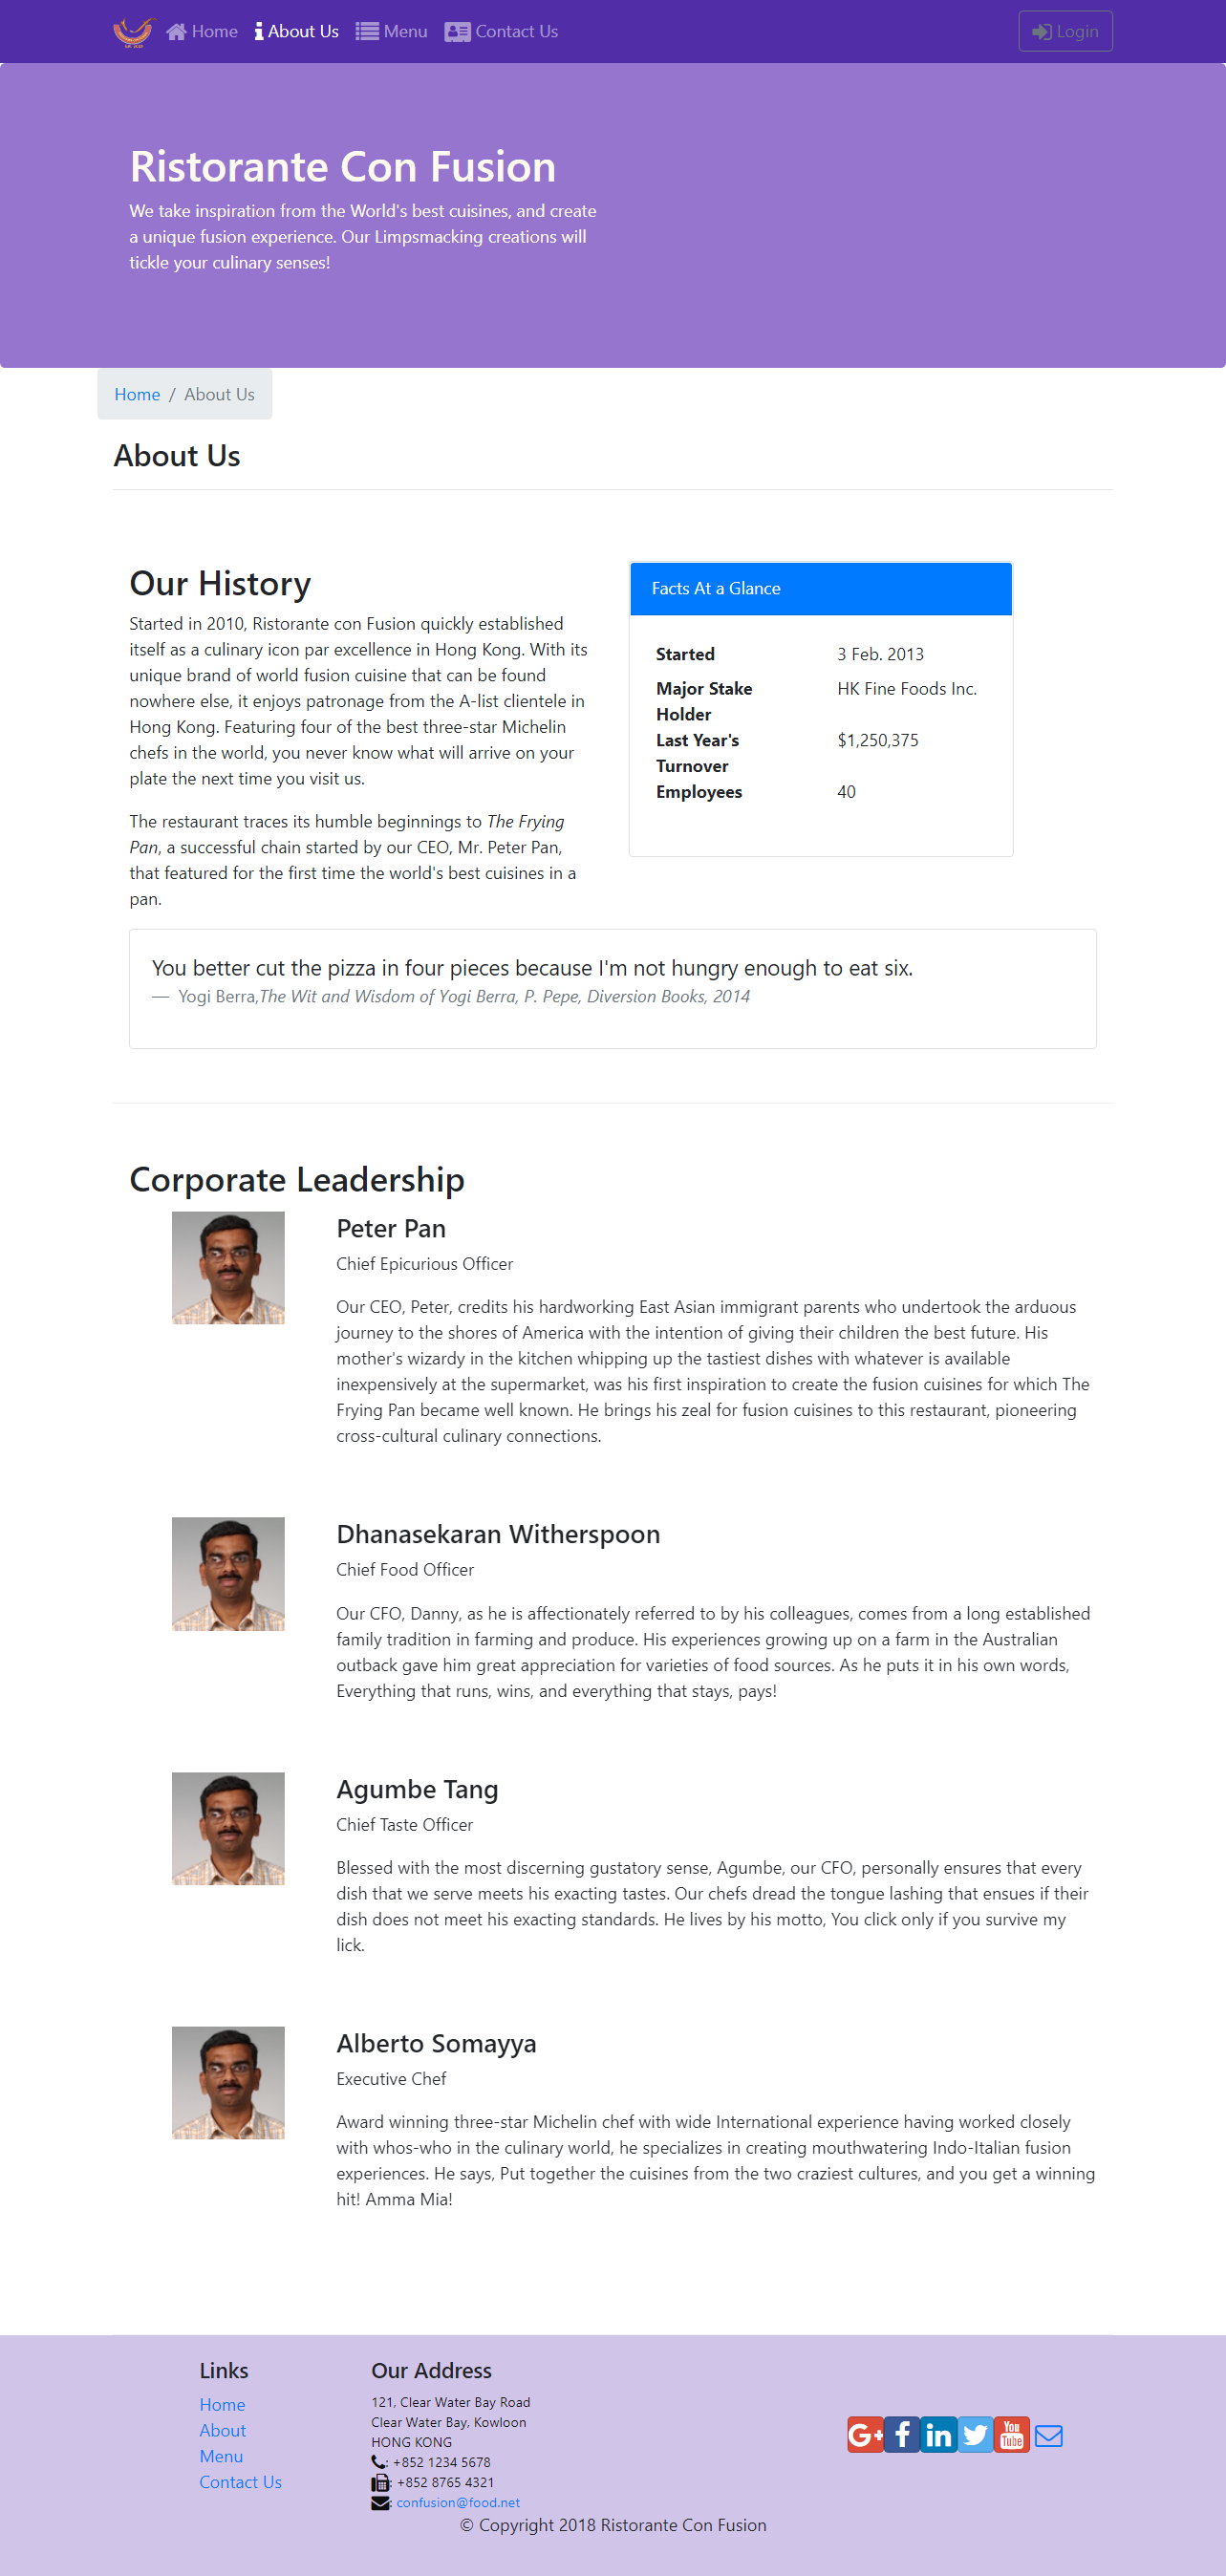 Home About Us Menu Contact Us Login
Ristorante Con Fusion
We take inspiration from the World's best cuisines, and create
a unique fusion experience. Our Limpsmacking creations will
tickle your culinary senses!
Home / About Us
About Us
Our History
Started in 2010, Ristorante con Fusion quickly established
itself as a culinary icon par excellence in Hong Kong. With its
unique brand of world fusion cuisine that can be found
nowhere else, it enjoys patronage from the A-list clientele in
Hong Kong. Featuring four of the best three-star Michelin
chefs in the world, you never know what will arrive on your
plate the next time you visit us.
The restaurant traces its humble beginnings to The Frying
Pan, a successful chain started by our CEO, Mr. Peter Pan,
that featured for the first time the world's best cuisines in a
pan.
Facts At a Glance
Started 3 Feb. 2013
Major Stake HK Fine Foods Inc.
Holder
Last Year's $1,250,375
Turnover
Employees 40
You better cut the pizza in four pieces because I'm not hungry enough to eat six.
— Yogi Berra,The Wit and Wisdom of Yogi Berra, P. Pepe, Diversion Books, 2014
Corporate Leadership
Peter Pan
Chief Epicurious Officer
Our CEO, Peter, credits his hardworking East Asian immigrant parents who undertook the arduous
journey to the shores of America with the intention of giving their children the best future. His
mother's wizardy in the kitchen whipping up the tastiest dishes with whatever is available
inexpensively at the supermarket, was his first inspiration to create the fusion cuisines for which The
Frying Pan became well known. He brings his zeal for fusion cuisines to this restaurant, pioneering
cross-cultural culinary connections.
Dhanasekaran Witherspoon
Chief Food Officer
Our CFO, Danny, as he is affectionately referred to by his colleagues, comes from a long established
family tradition in farming and produce. His experiences growing up on a farm in the Australian
outback gave him great appreciation for varieties of food sources. As he puts it in his own words,
Everything that runs, wins, and everything that stays, pays!
Agumbe Tang
Chief Taste Officer
Blessed with the most discerning gustatory sense, Agumbe, our CFO, personally ensures that every
dish that we serve meets his exacting tastes. Our chefs dread the tongue lashing that ensues if their
dish does not meet his exacting standards. He lives by his motto, You click only if you survive my
lick.
Alberto Somayya
Executive Chef
Award winning three-star Michelin chef with wide International experience having worked closely
with whos-who in the culinary world, he specializes in creating mouthwatering Indo-Italian fusion
experiences. He says, Put together the cuisines from the two craziest cultures, and you get a winning
hit! Amma Mia!
Links
Home
About
Menu
Contact Us
Our Address
121, Clear Water Bay Road
Clear Water Bay, Kowloon
HONG KONG
: +852 1234 5678
: +852 8765 4321
: confusion@food.net
G+ f in You Tube
© Copyright 2018 Ristorante Con Fusion